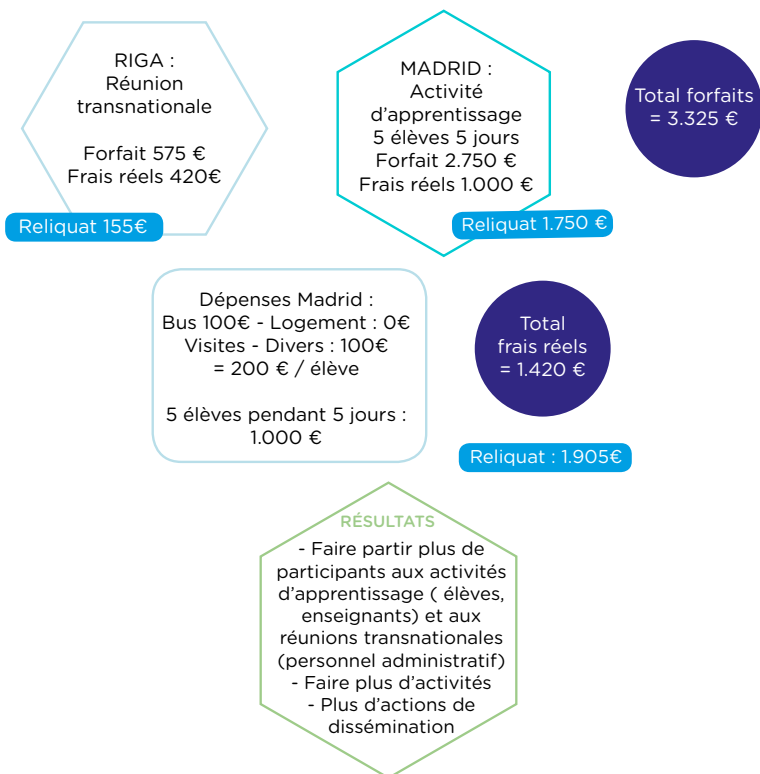 RIGA :
Réunion
transnationale
Forfait 575 €
Frais réels 420€
Reliquat 155€
MADRID :
Activité
d'apprentissage
5 élèves 5 jours
Forfait 2.750 €
Frais réels 1.000 €
Reliquat 1.750 €
Total forfaits
= 3.325 €
Dépenses Madrid :
Bus 100€ - Logement : 0€
Visites - Divers : 100€
= 200 € / élève
5 élèves pendant 5 jours :
1.000 €
Total
frais réels
= 1.420 €
Reliquat : 1.905€
RÉSULTATS
- Faire partir plus de
participants aux activités
d'apprentissage ( élèves,
enseignants) et aux
réunions transnationales
(personnel administratif)
- Faire plus d'activités
- Plus d'actions de
dissémination